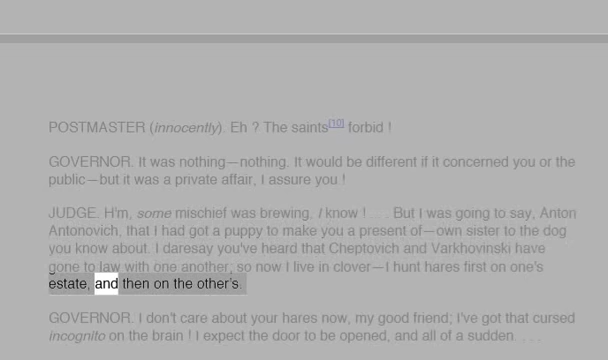 POSTMASTER (innocently). Eh ? The saints[10] forbid !
GOVERNOR. It was nothing—nothing. It would be different if it concerned you or the
public—but it was a private affair, I assure you !
JUDGE. H'm, some mischief was brewing. I know ! . . . But I was going to say, Anton
Antonovich, that I had got a puppy to make you a present of—own sister to the dog
you know about. I daresay you've heard that Cheptovich and Varkhovinski have
gone to law with one another; so now I live in clover—I hunt hares first on one's
estate, and then on the other's.
GOVERNOR. I don't care about your hares now, my good friend; I've got that cursed
incognito on the brain ! I expect the door to be opened, and all of a sudden. . . .